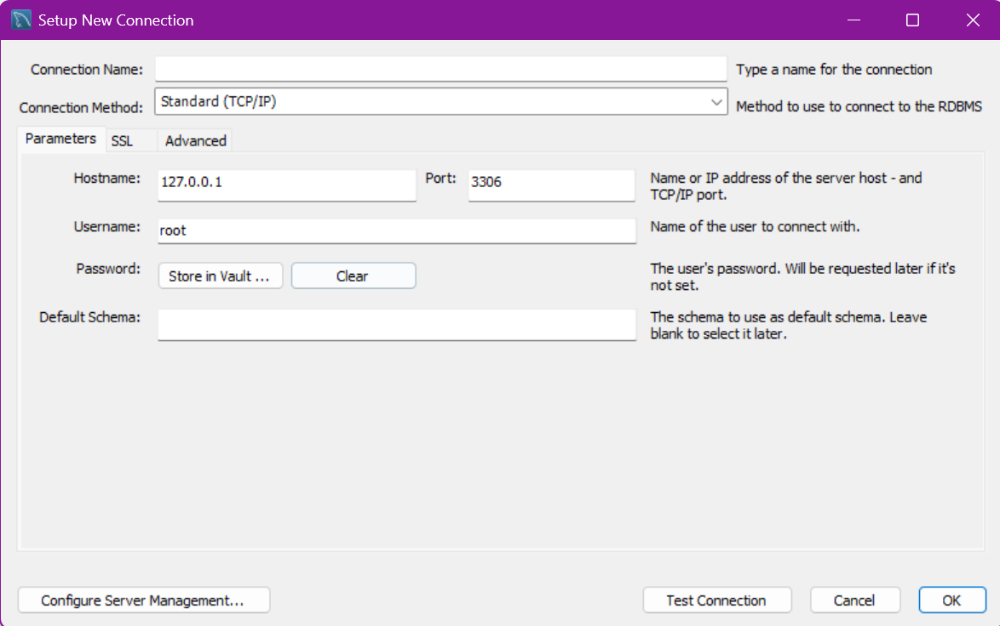 Setup New Connection
Connection Name:
Type a name for the connection
Connection Method:
Standard (TCP/IP)
Method to use to connect to the RDBMS
Parameters
SSL
Advanced
Hostname:
127.0.0.1
Port:
3306
Name or IP address of the server host - and
TCP/IP port.
Username:
root
Name of the user to connect with.
Password:
Store in Vault ...
Clear
The user's password. Will be requested later if it's
not set.
Default Schema:
The schema to use as default schema. Leave
blank to select it later.
Configure Server Management...
Test Connection
Cancel
OK